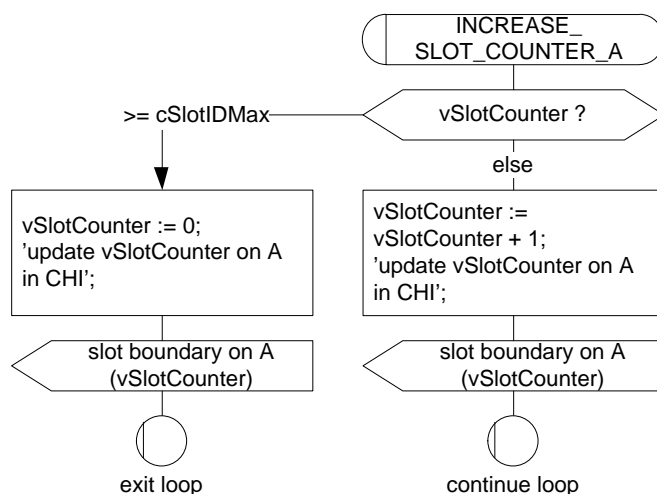 INCREASE_
SLOT_COUNTER_A
>= cSlotIDMax
vSlotCounter ?
else
vSlotCounter := 0;
’update vSlotCounter on A
in CHI’;
vSlotCounter :=
vSlotCounter + 1;
’update vSlotCounter on A
in CHI’;
slot boundary on A
(vSlotCounter)
slot boundary on A
(vSlotCounter)
exit loop
continue loop